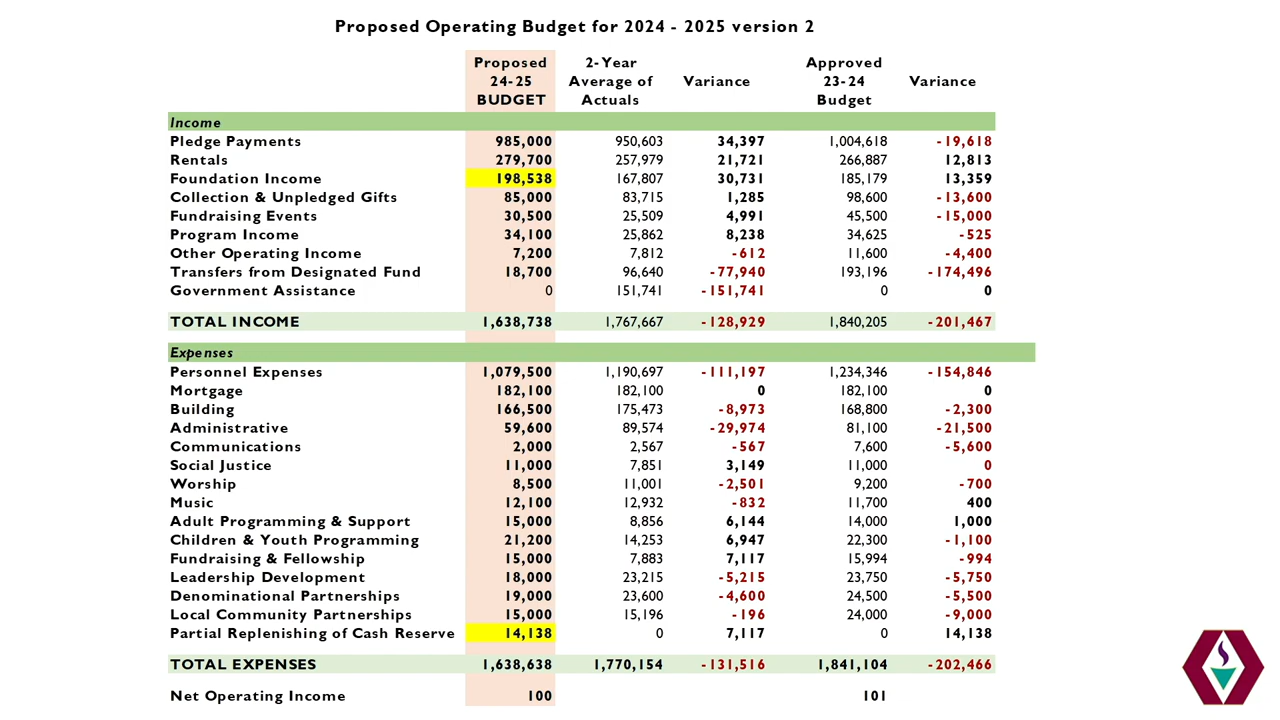 Proposed Operating Budget for 2024 - 2025 version 2
Proposed 24-25 BUDGET 2-Year Average of Actuals Variance Approved 23-24 Budget Variance
Income
Pledge Payments 985,000 950,603 34,397 1,004,618 -19,618
Rentals 279,700 257,979 21,721 266,887 12,813
Foundation Income 198,538 167,807 30,731 185,179 13,359
Collection & Unpledged Gifts 85,000 83,715 1,285 98,600 -13,600
Fundraising Events 30,500 25,509 4,991 45,500 -15,000
Program Income 34,100 25,862 8,238 34,625 -525
Other Operating Income 7,200 7,812 -612 11,600 -4,400
Transfers from Designated Fund 18,700 96,640 -77,940 193,196 -174,496
Government Assistance 0 151,741 -151,741 0 0
TOTAL INCOME 1,638,738 1,767,667 -128,929 1,840,205 -201,467
Expenses
Personnel Expenses 1,079,500 1,190,697 -111,197 1,234,346 -154,846
Mortgage 182,100 182,100 0 182,100 0
Building 166,500 175,473 -8,973 168,800 -2,300
Administrative 59,600 89,574 -29,974 81,100 -21,500
Communications 2,000 2,567 -567 7,600 -5,600
Social Justice 11,000 7,851 3,149 11,000 0
Worship 8,500 11,001 -2,501 9,200 -700
Music 12,100 12,932 -832 11,700 400
Adult Programming & Support 15,000 8,856 6,144 14,000 1,000
Children & Youth Programming 21,200 14,253 6,947 22,300 -1,100
Fundraising & Fellowship 15,000 7,883 7,117 15,994 -994
Leadership Development 18,000 23,215 -5,215 23,750 -5,750
Denominational Partnerships 19,000 23,600 -4,600 24,500 -5,500
Local Community Partnerships 15,000 15,196 -196 24,000 -9,000
Partial Replenishing of Cash Reserve 14,138 0 7,117 0 14,138
TOTAL EXPENSES 1,638,638 1,770,154 -131,516 1,841,104 -202,466
Net Operating Income 100 101